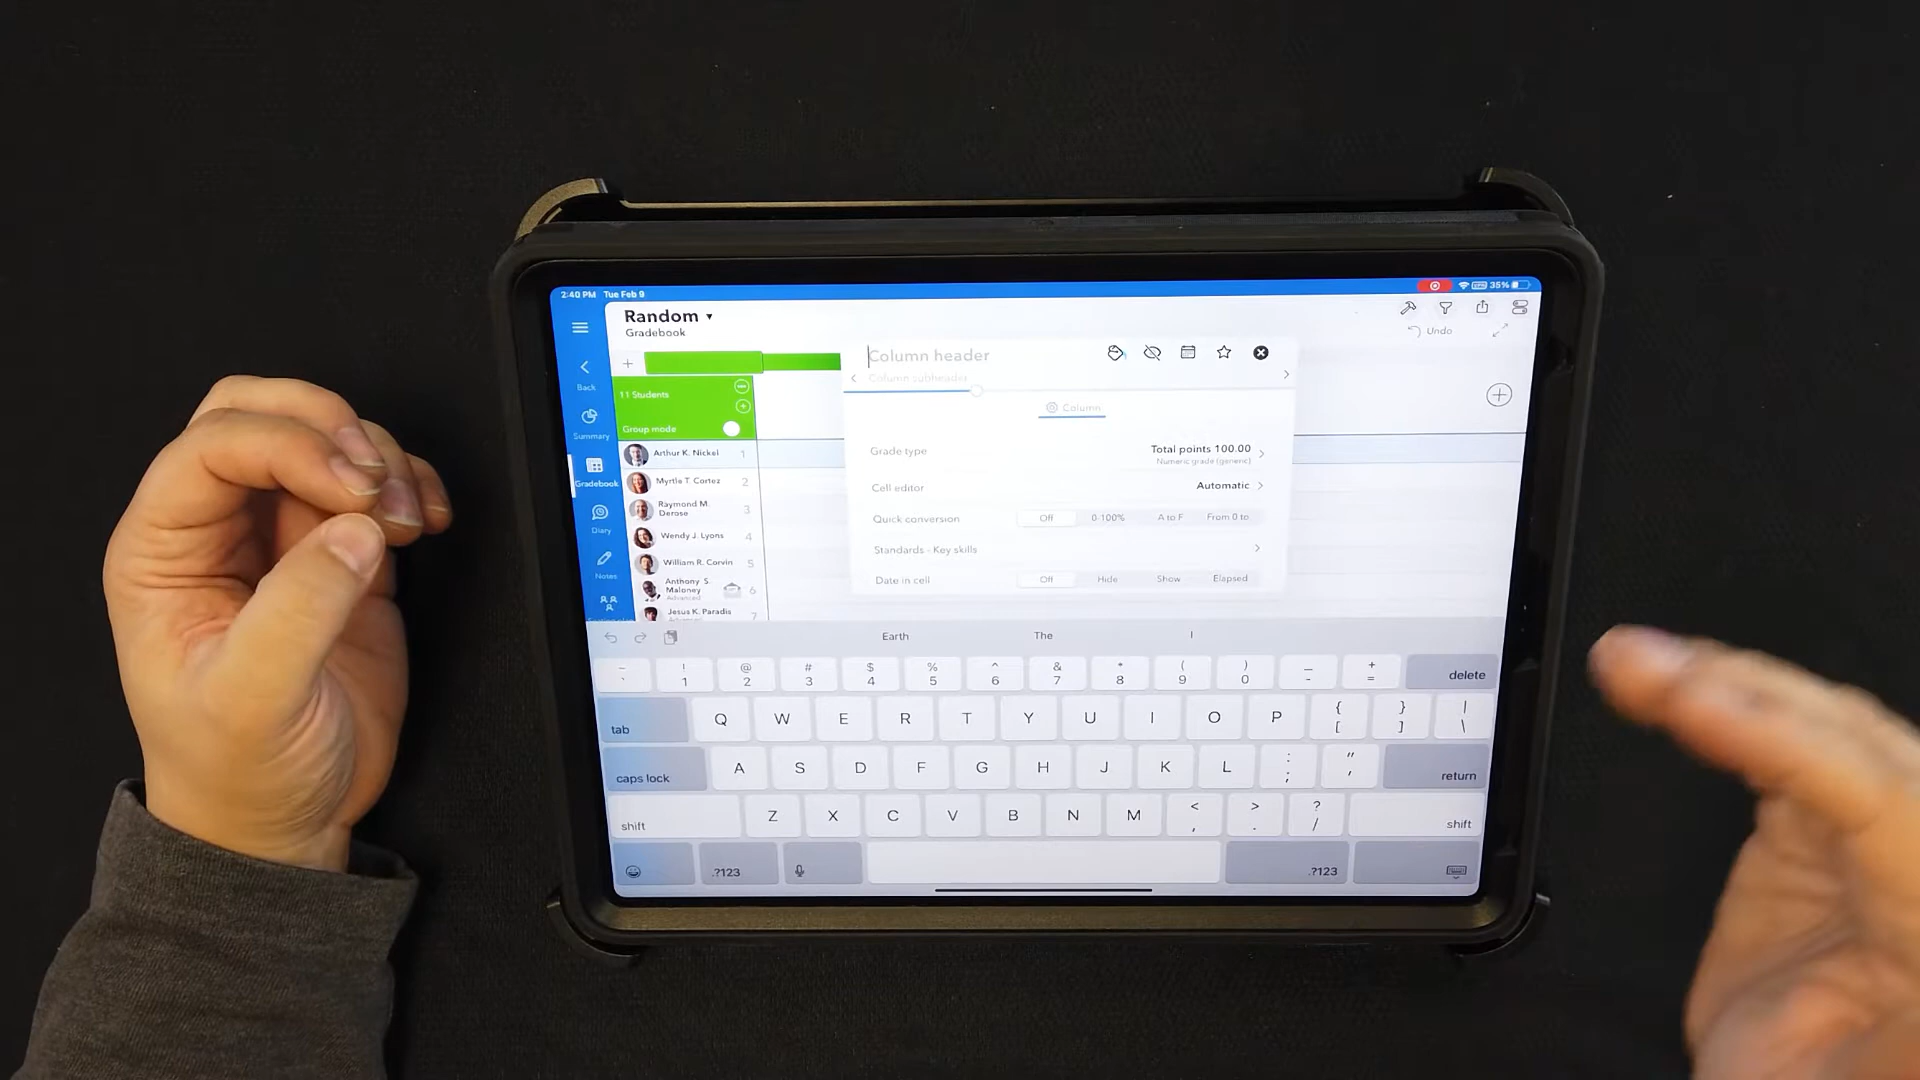 2:40 PM Tue Feb 9
35%
Random ▾
Gradebook
Undo
Back
Summary
Gradebook
Diary
Notes
11 Students
Group mode
Arthur K. Nickel 1
Myrtle T. Cortez 2
Raymond M. Derose 3
Wendy J. Lyons 4
William R. Corvin 5
Anthony S. Maloney 6
Advanced
Jesus K. Paradis 7
Column header
Column subheader
Column
Grade type
Total points 100.00
Numeric grade (generic)
Cell editor Automatic
Quick conversion Off 0-100% A to F From 0 to
Standards - Key skills
Date in cell Off Hide Show Elapsed
Earth The I
~ ! @ # $ % ^ & * ( ) _ +
` 1 2 3 4 5 6 7 8 9 0 - = delete
tab Q W E R T Y U I O P { [ } ] | \
caps lock A S D F G H J K L : ; " ' return
shift Z X C V B N M < , > . ? / shift
.?123 .?123